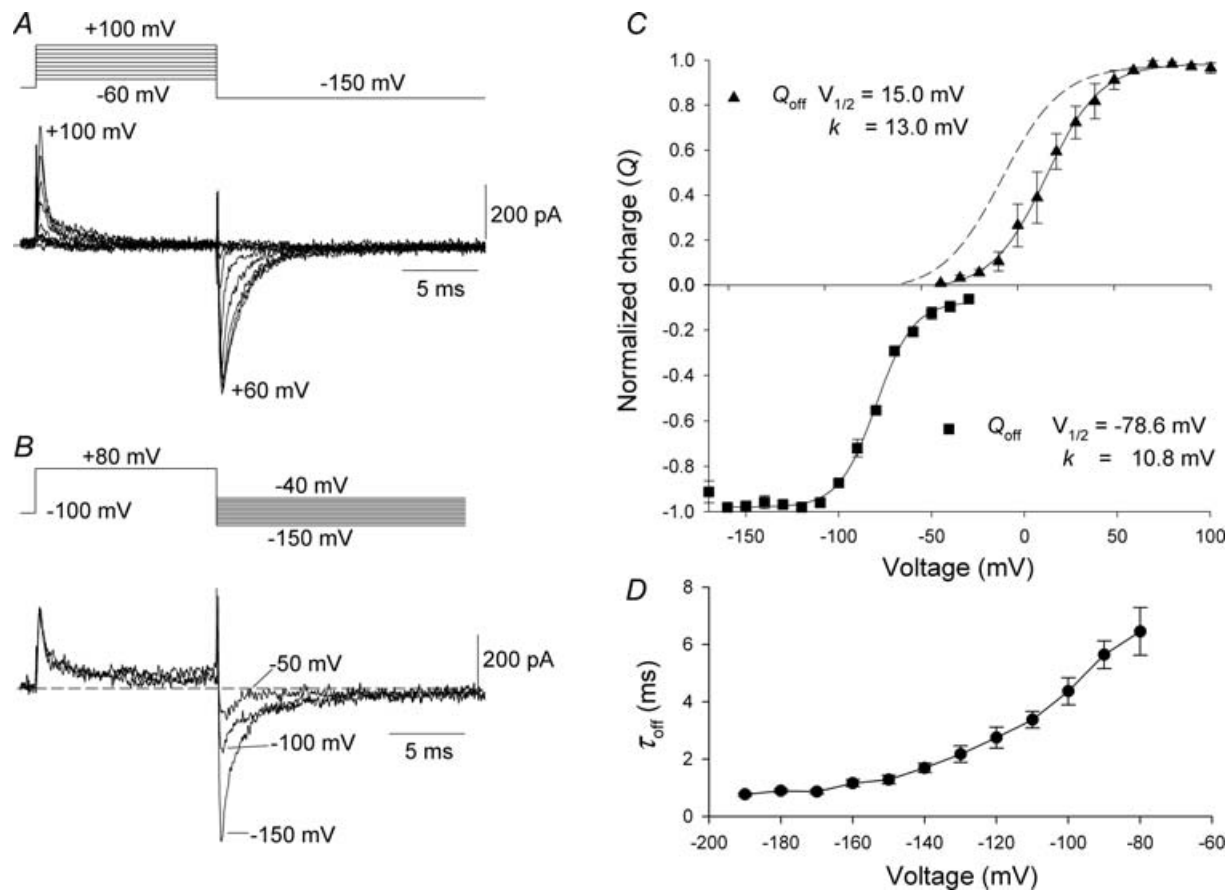 A
+100 mV
-60 mV
-150 mV
+100 mV
200 pA
5 ms
+60 mV
B
+80 mV
-40 mV
-100 mV
-150 mV
200 pA
-50 mV
-100 mV
5 ms
-150 mV
C
Normalized charge (Q)
1.0
0.8
0.6
0.4
0.2
0.0
-0.2
-0.4
-0.6
-0.8
-1.0
Qoff V1/2 = 15.0 mV
k = 13.0 mV
Qoff V1/2 = -78.6 mV
k = 10.8 mV
-150 -100 -50 0 50 100
Voltage (mV)
D
τoff (ms)
8
6
4
2
0
-200 -180 -160 -140 -120 -100 -80 -60
Voltage (mV)